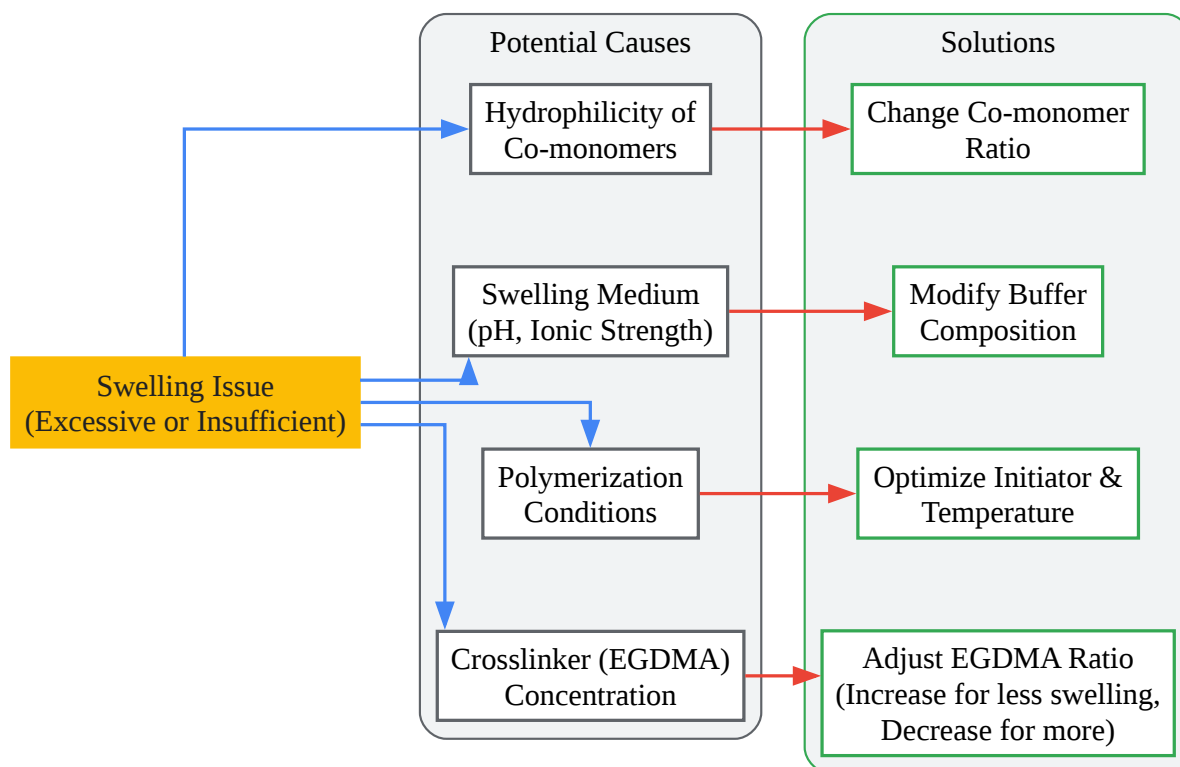 Potential Causes
Solutions
Hydrophilicity of
Co-monomers
Change Co-monomer
Ratio
Swelling Medium
(pH, Ionic Strength)
Modify Buffer
Composition
Swelling Issue
(Excessive or Insufficient)
Polymerization
Conditions
Optimize Initiator &
Temperature
Crosslinker (EGDMA)
Concentration
Adjust EGDMA Ratio
(Increase for less swelling,
Decrease for more)